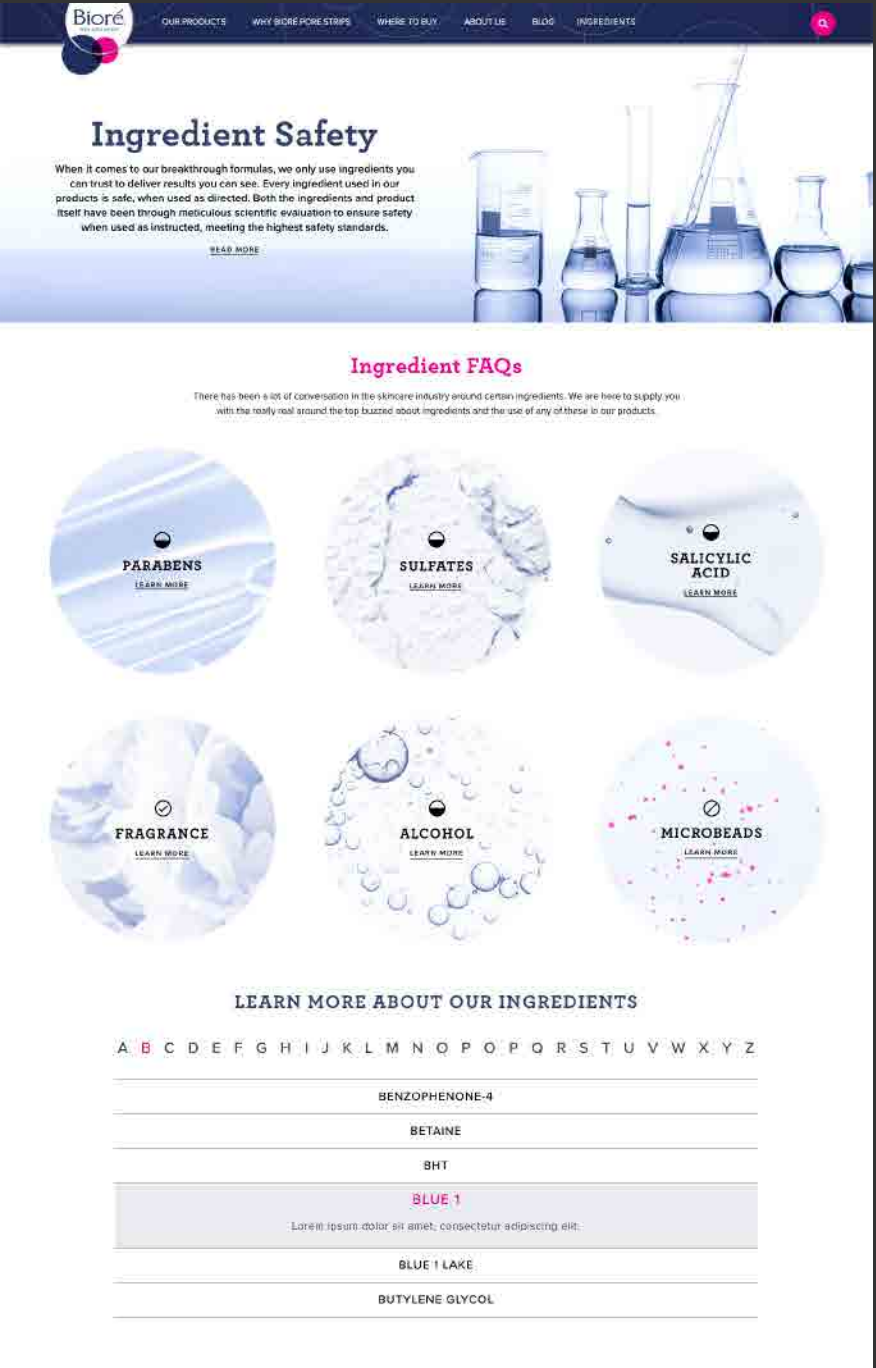 Bioré
OUR PRODUCTS WHY BIORÉ PORE STRIPS WHERE TO BUY ABOUT US BLOG INGREDIENTS
Ingredient Safety
When it comes to our breakthrough formulas, we only use ingredients you
can trust to deliver results you can see. Every ingredient used in our
products is safe, when used as directed. Both the ingredients and product
itself have been through meticulous scientific evaluation to ensure safety
when used as instructed, meeting the highest safety standards.
READ MORE
Ingredient FAQs
There has been a lot of conversation in the skincare industry around certain ingredients. We are here to supply you
with the really real around the top buzzed about ingredients and the use of any of these in our products.
PARABENS
LEARN MORE
SULFATES
LEARN MORE
SALICYLIC
ACID
LEARN MORE
FRAGRANCE
LEARN MORE
ALCOHOL
LEARN MORE
MICROBEADS
LEARN MORE
LEARN MORE ABOUT OUR INGREDIENTS
A B C D E F G H I J K L M N O P O P Q R S T U V W X Y Z
BENZOPHENONE-4
BETAINE
BHT
BLUE 1
Lorem ipsum dolor sit amet, consectetur adipiscing elit.
BLUE 1 LAKE
BUTYLENE GLYCOL